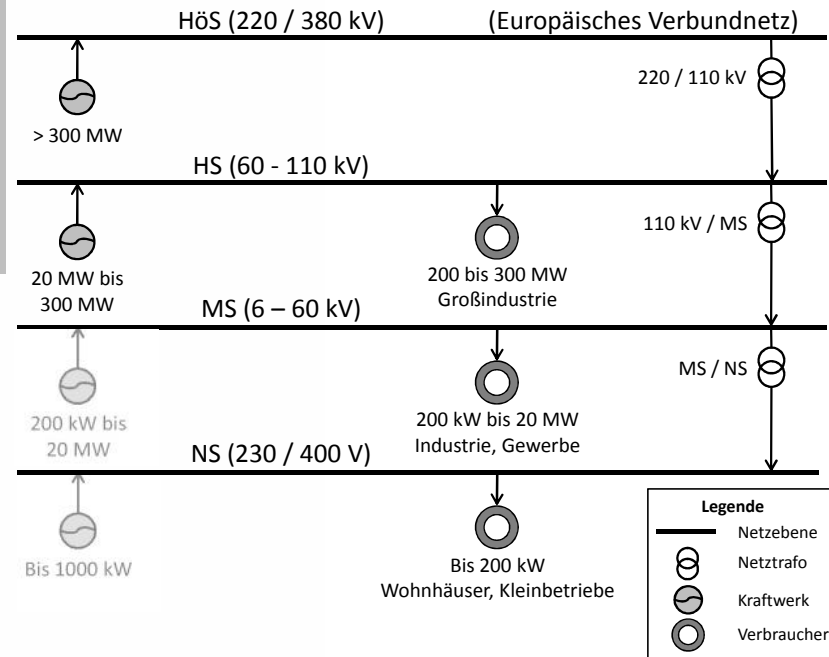 HöS (220 / 380 kV)
(Europäisches Verbundnetz)
220 / 110 kV
> 300 MW
HS (60 - 110 kV)
110 kV / MS
20 MW bis
300 MW
200 bis 300 MW
Großindustrie
MS (6 – 60 kV)
MS / NS
200 kW bis
20 MW
200 kW bis 20 MW
Industrie, Gewerbe
NS (230 / 400 V)
Bis 1000 kW
Bis 200 kW
Wohnhäuser, Kleinbetriebe
Legende
Netzebene
Netztrafo
Kraftwerk
Verbraucher